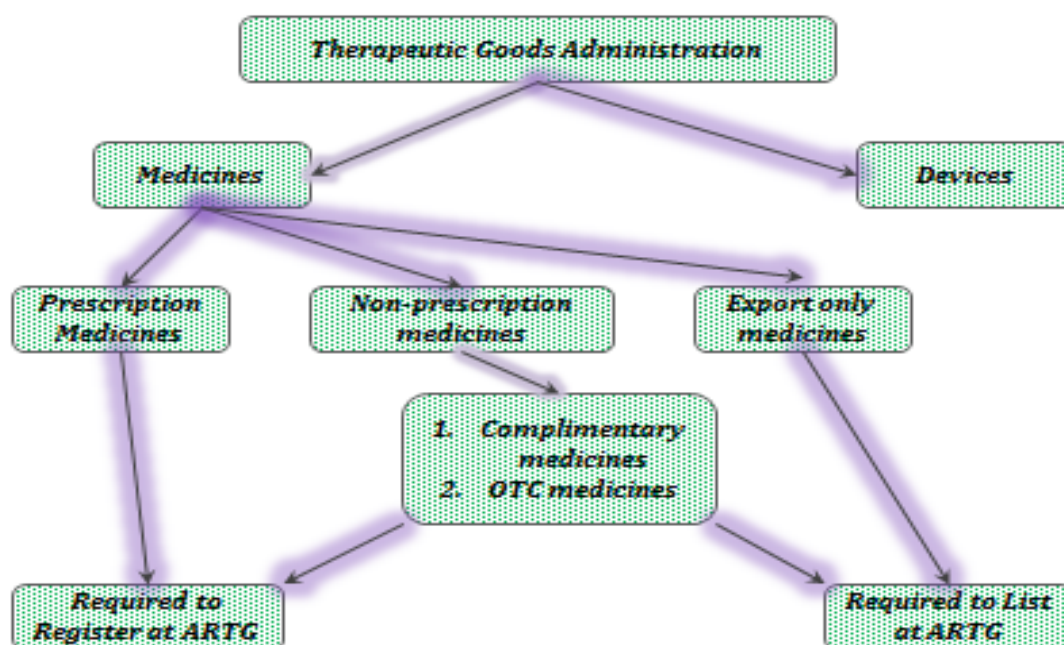 Therapeutic Goods Administration
Medicines
Devices
Prescription
Medicines
Non-prescription
medicines
Export only
medicines
1. Complimentary
medicines
2. OTC medicines
Required to
Register at ARTG
Required to List
at ARTG